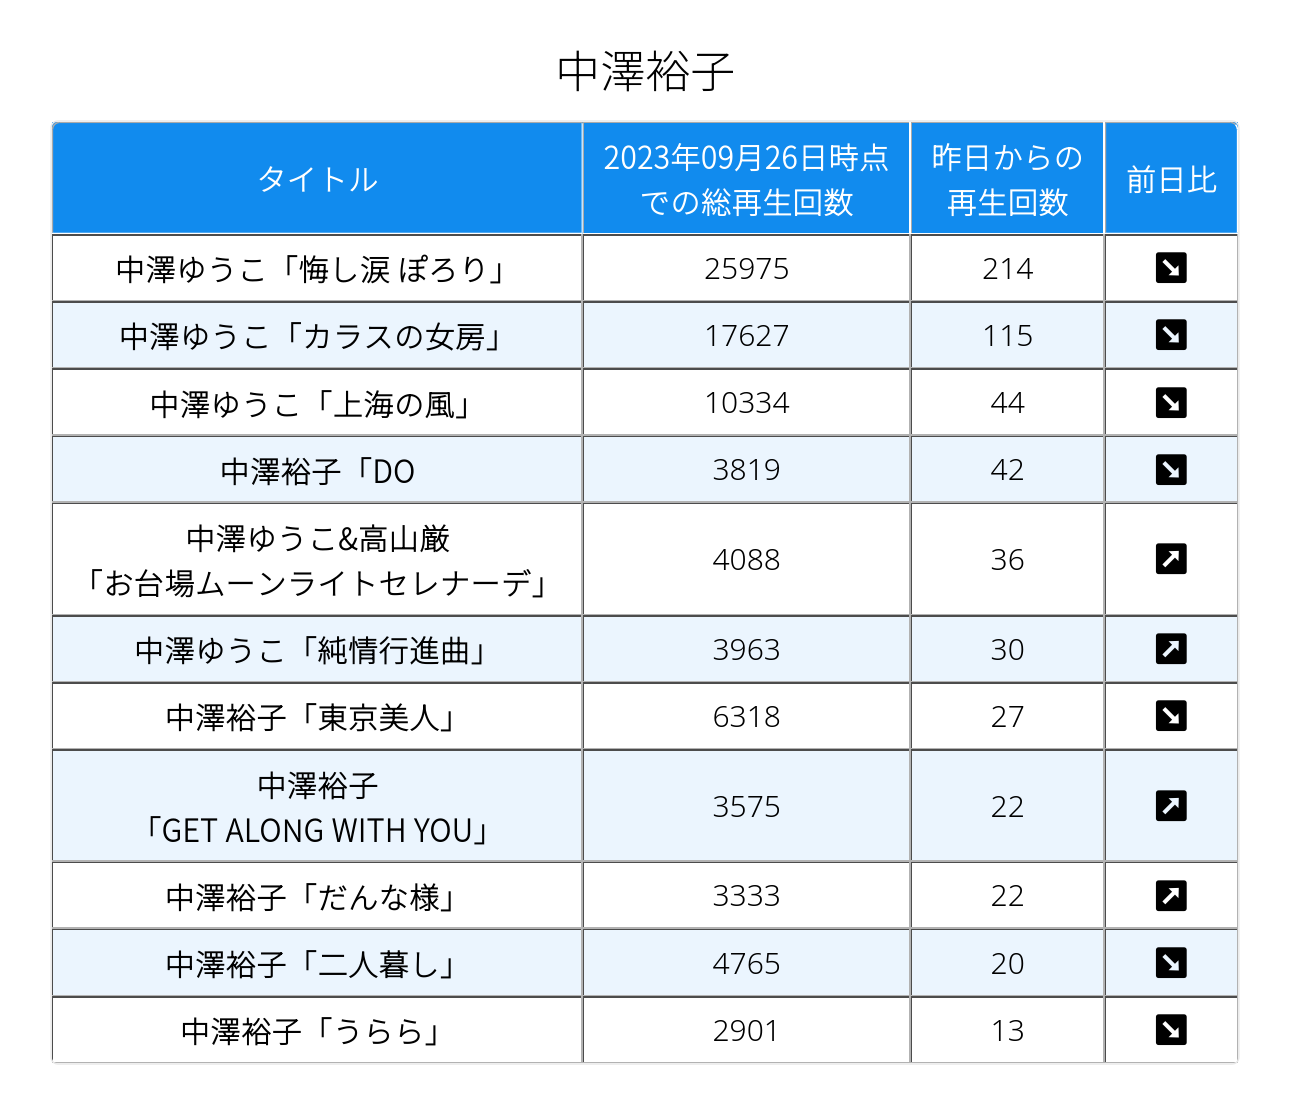 中澤裕子
タイトル
2023年09月26日時点
での総再生回数
昨日からの
再生回数
前日比
中澤ゆうこ「悔し涙 ぽろり」 25975 214 ↘
中澤ゆうこ「カラスの女房」 17627 115 ↘
中澤ゆうこ「上海の風」 10334 44 ↘
中澤裕子「DO 3819 42 ↘
中澤ゆうこ&高山厳
「お台場ムーンライトセレナーデ」 4088 36 ↗
中澤ゆうこ「純情行進曲」 3963 30 ↗
中澤裕子「東京美人」 6318 27 ↘
中澤裕子
「GET ALONG WITH YOU」 3575 22 ↗
中澤裕子「だんな様」 3333 22 ↗
中澤裕子「二人暮し」 4765 20 ↘
中澤裕子「うらら」 2901 13 ↘